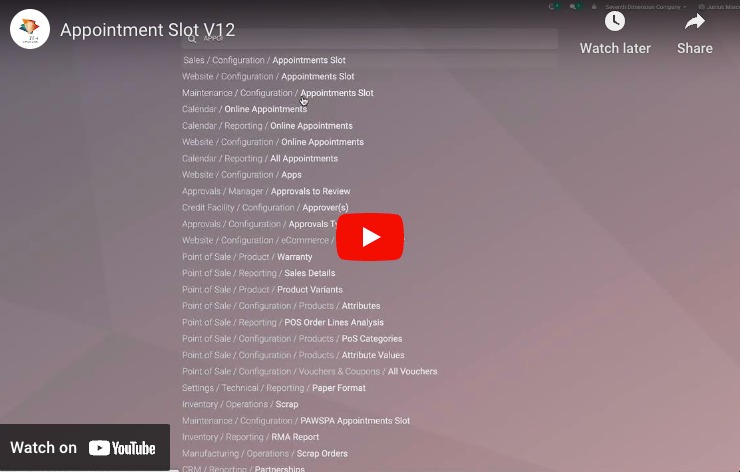 Seventh Dimension Company
Appointment Slot V12
APPOI
Watch later
Share
Sales / Configuration / Appointments Slot
Website / Configuration / Appointments Slot
Maintenance / Configuration / Appointments Slot
Calendar / Online Appointments
Calendar / Reporting / Online Appointments
Website / Configuration / Online Appointments
Calendar / Reporting / All Appointments
Website / Configuration / Apps
Approvals / Manager / Approvals to Review
Credit Facility / Configuration / Approver(s)
Approvals / Configuration / Approvals
Website / Configuration / eCommerce /
Point of Sale / Product / Warranty
Point of Sale / Reporting / Sales Details
Point of Sale / Product / Product Variants
Point of Sale / Configuration / Products / Attributes
Point of Sale / Reporting / POS Order Lines Analysis
Point of Sale / Configuration / Products / PoS Categories
Point of Sale / Configuration / Products / Attribute Values
Point of Sale / Configuration / Vouchers & Coupons / All Vouchers
Settings / Technical / Reporting / Paper Format
Inventory / Operations / Scrap
Maintenance / Configuration / PAWSPA Appointments Slot
Inventory / Reporting / RMA Report
Manufacturing / Operations / Scrap Orders
CRM / Reporting / Partnerships
Watch on YouTube